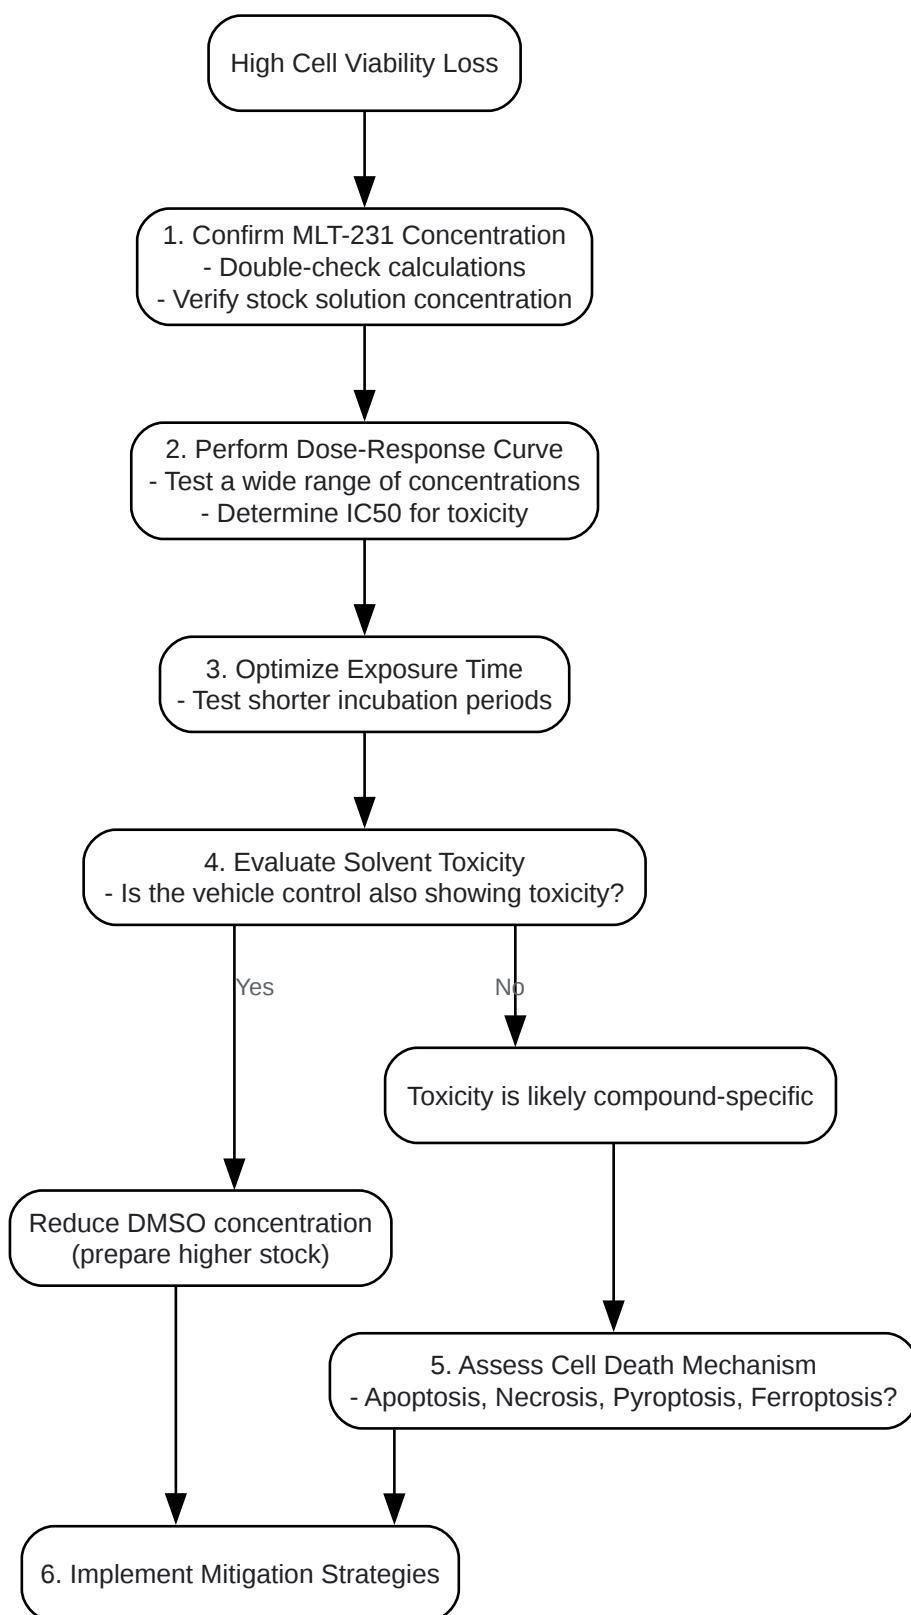 High Cell Viability Loss
1. Confirm MLT-231 Concentration
- Double-check calculations
- Verify stock solution concentration
2. Perform Dose-Response Curve
- Test a wide range of concentrations
- Determine IC50 for toxicity
3. Optimize Exposure Time
- Test shorter incubation periods
4. Evaluate Solvent Toxicity
- Is the vehicle control also showing toxicity?
Yes
No
Toxicity is likely compound-specific
Reduce DMSO concentration
(prepare higher stock)
5. Assess Cell Death Mechanism
- Apoptosis, Necrosis, Pyroptosis, Ferroptosis?
6. Implement Mitigation Strategies